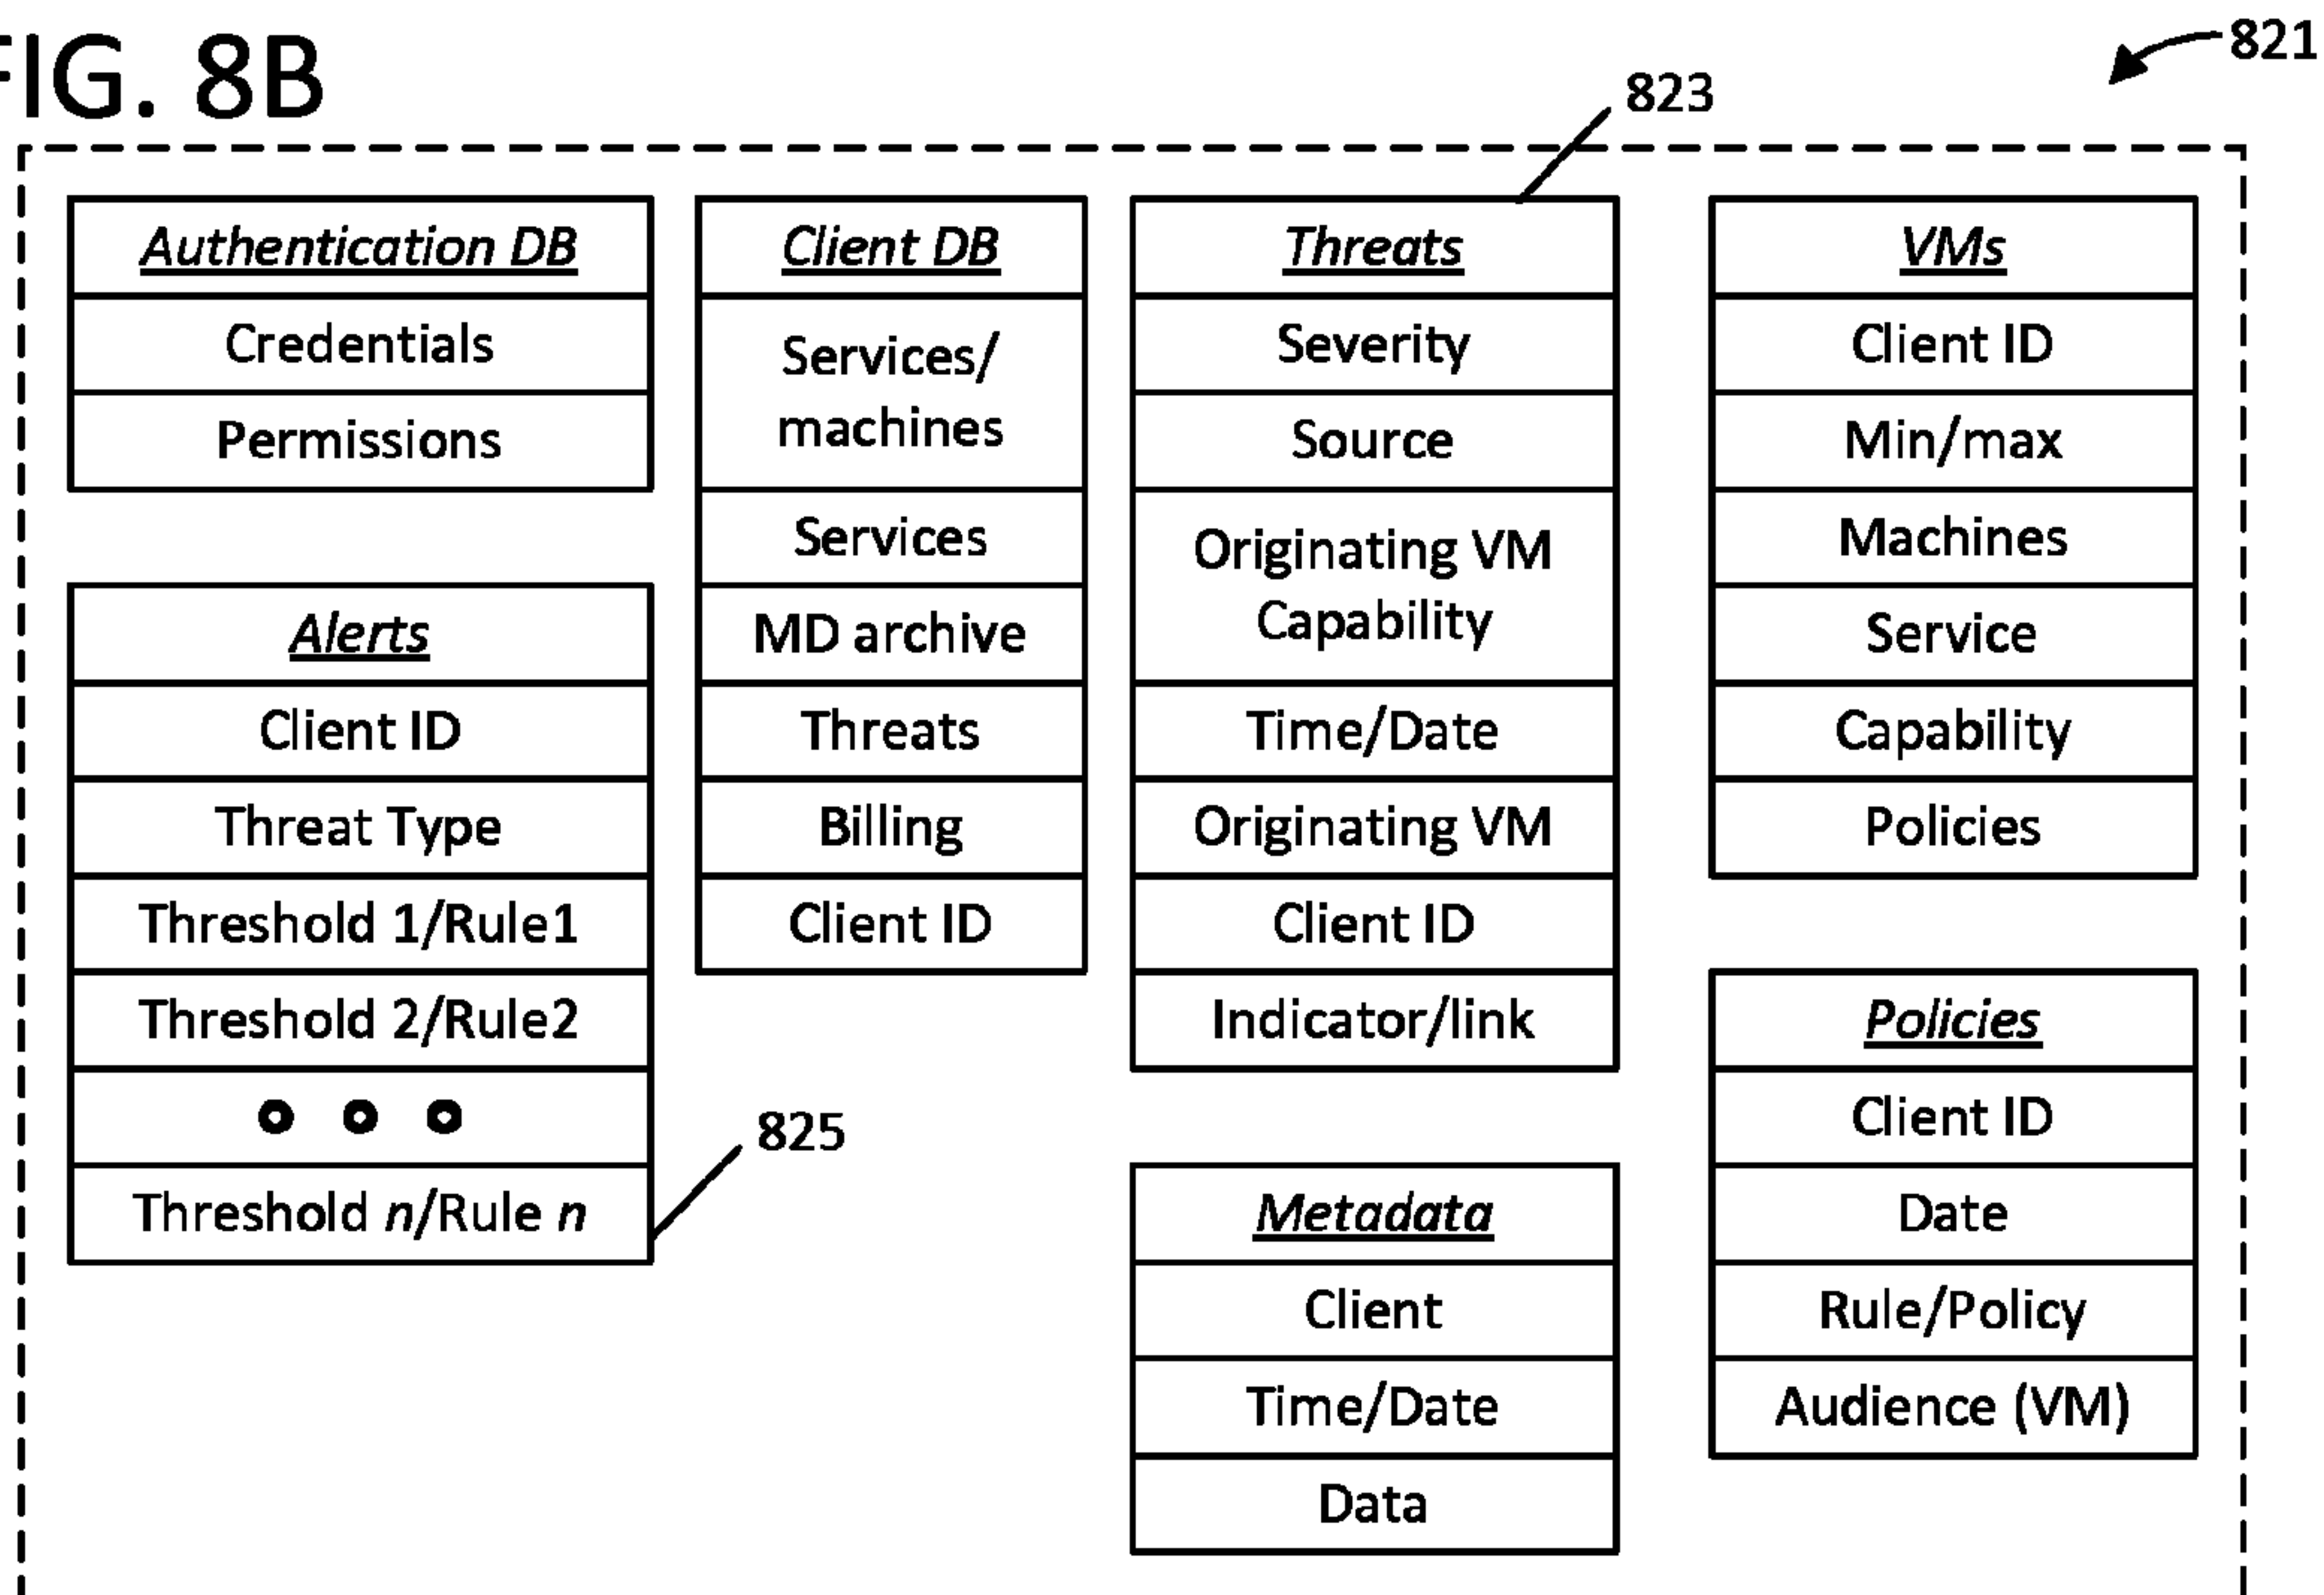 FIG. 8B
821
823
Authentication DB
Credentials
Permissions
Alerts
Client ID
Threat Type
Threshold 1/Rule1
Threshold 2/Rule2
Threshold n/Rule n
825
Client DB
Services/
machines
Services
MD archive
Threats
Billing
Client ID
Threats
Severity
Source
Originating VM
Capability
Time/Date
Originating VM
Client ID
Indicator/link
Metadata
Client
Time/Date
Data
VMs
Client ID
Min/max
Machines
Service
Capability
Policies
Policies
Client ID
Date
Rule/Policy
Audience (VM)